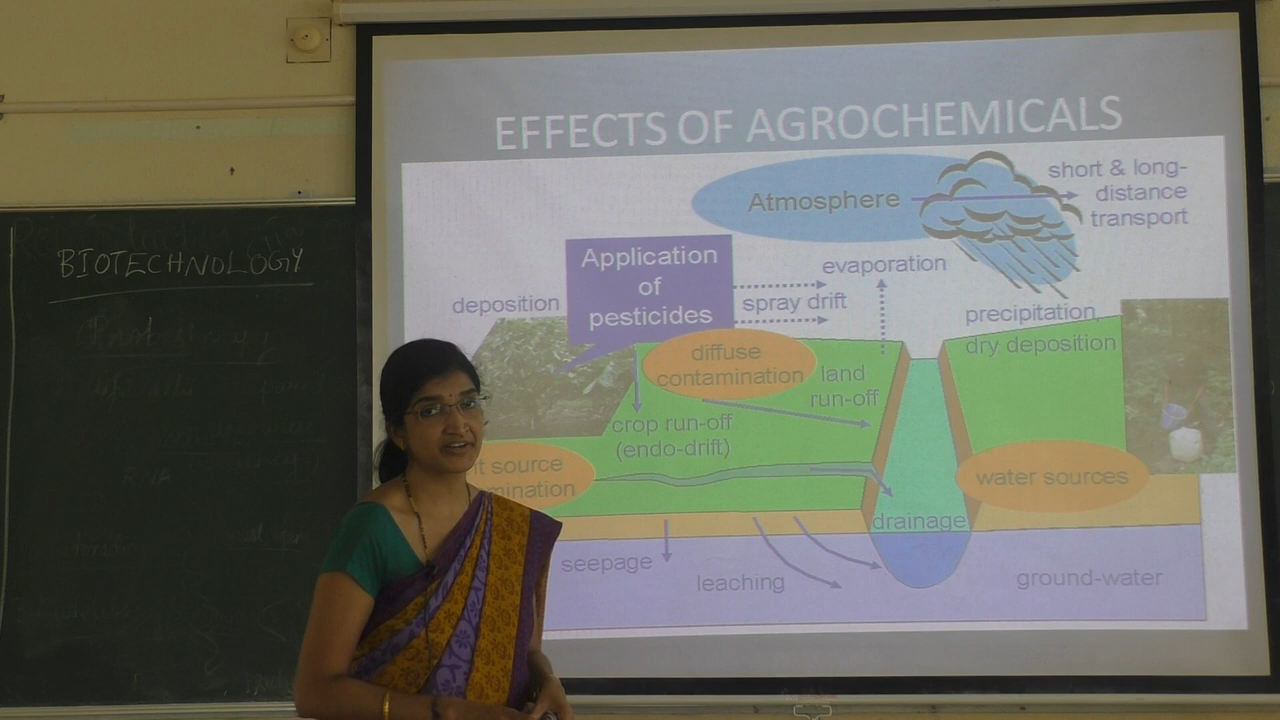 BIOTECHNOLOGY
EFFECTS OF AGROCHEMICALS
Atmosphere
short & long-
distance
transport
Application
of
pesticides
evaporation
deposition
spray drift
precipitation,
dry deposition
diffuse
contamination
land
run-off
crop run-off
(endo-drift)
source
water sources
drainage
seepage
leaching
ground-water